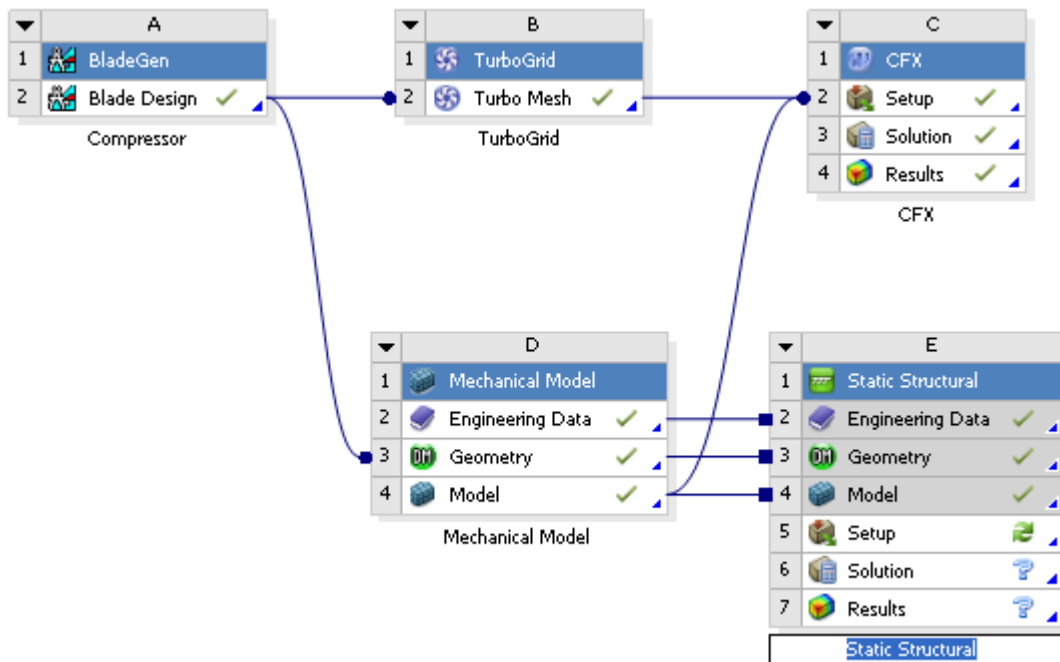 A
1 BladeGen
2 Blade Design
Compressor
B
1 TurboGrid
2 Turbo Mesh
TurboGrid
C
1 CFX
2 Setup
3 Solution
4 Results
CFX
D
1 Mechanical Model
2 Engineering Data
3 DM Geometry
4 Model
Mechanical Model
E
1 Static Structural
2 Engineering Data
3 DM Geometry
4 Model
5 Setup
6 Solution ?
7 Results ?
Static Structural